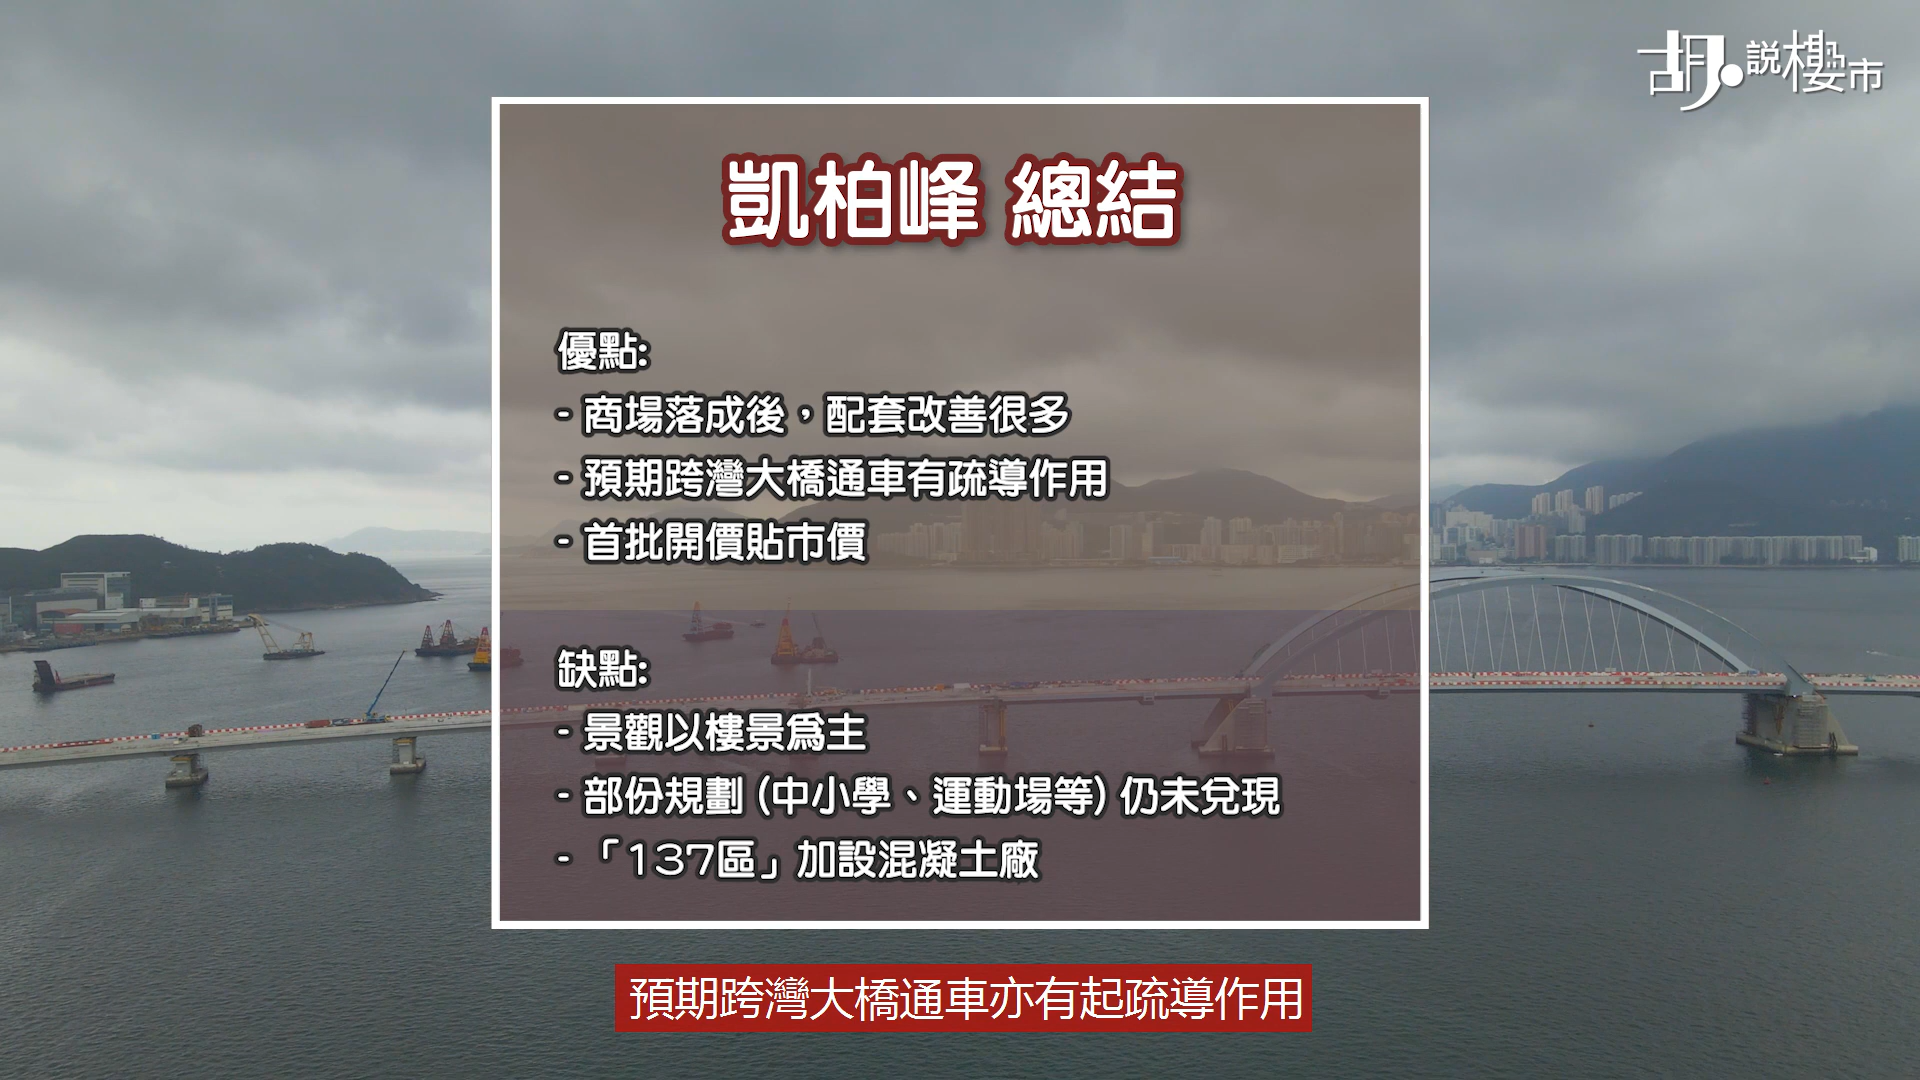 胡.説樓市
凱柏峰 總結
優點:
- 商場落成後，配套改善很多
- 預期跨灣大橋通車有疏導作用
- 首批開價貼市價
缺點:
- 景觀以樓景為主
- 部份規劃 (中小學、運動場等) 仍未兌現
- 「137區」加設混凝土廠
預期跨灣大橋通車亦有起疏導作用